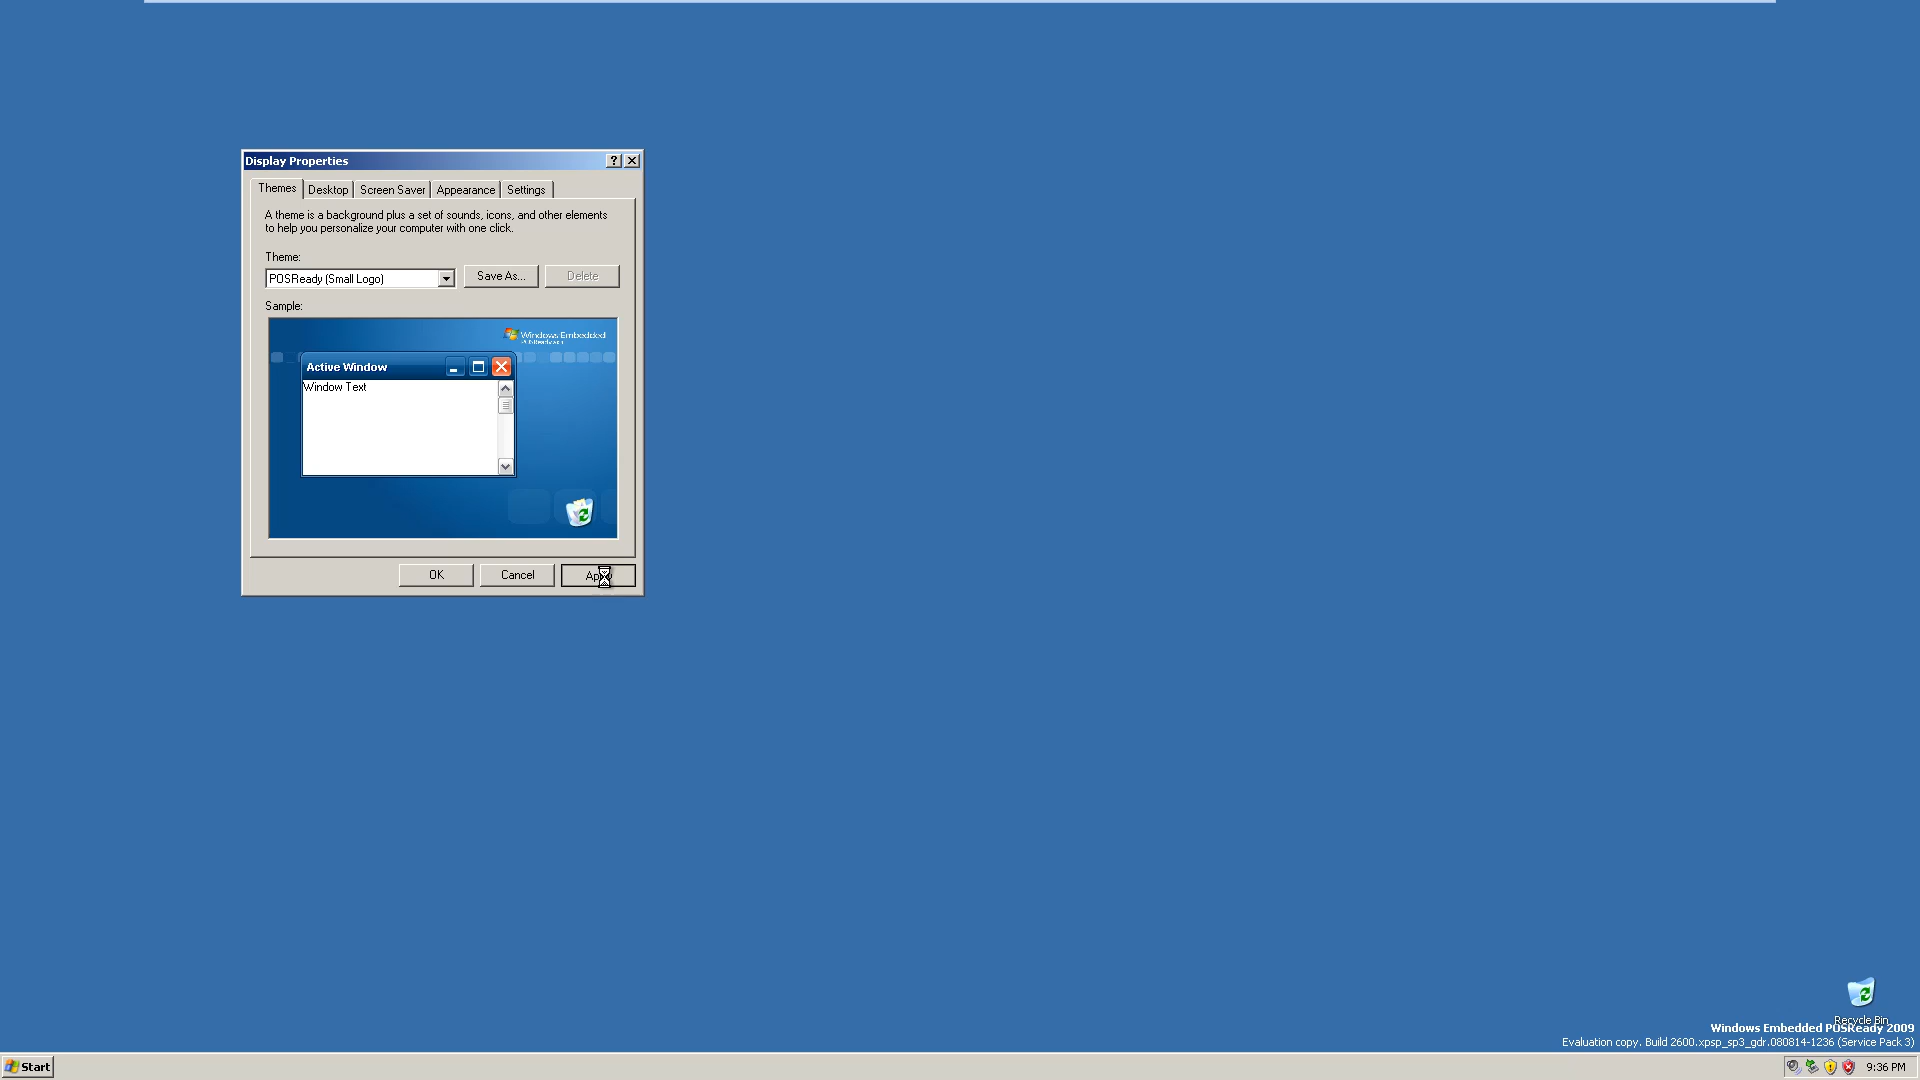 Display Properties
Themes
Desktop
Screen Saver
Appearance
Settings
A theme is a background plus a set of sounds, icons, and other elements
to help you personalize your computer with one click.
Theme:
POSReady (Small Logo)
Save As...
Delete
Sample:
Windows Embedded
Active Window
Window Text
OK
Cancel
Recycle Bin
Windows Embedded POSReady 2009
Evaluation copy. Build 2600.xpsp_sp3_gdr.080814-1236 (Service Pack 3)
Start
9:36 PM